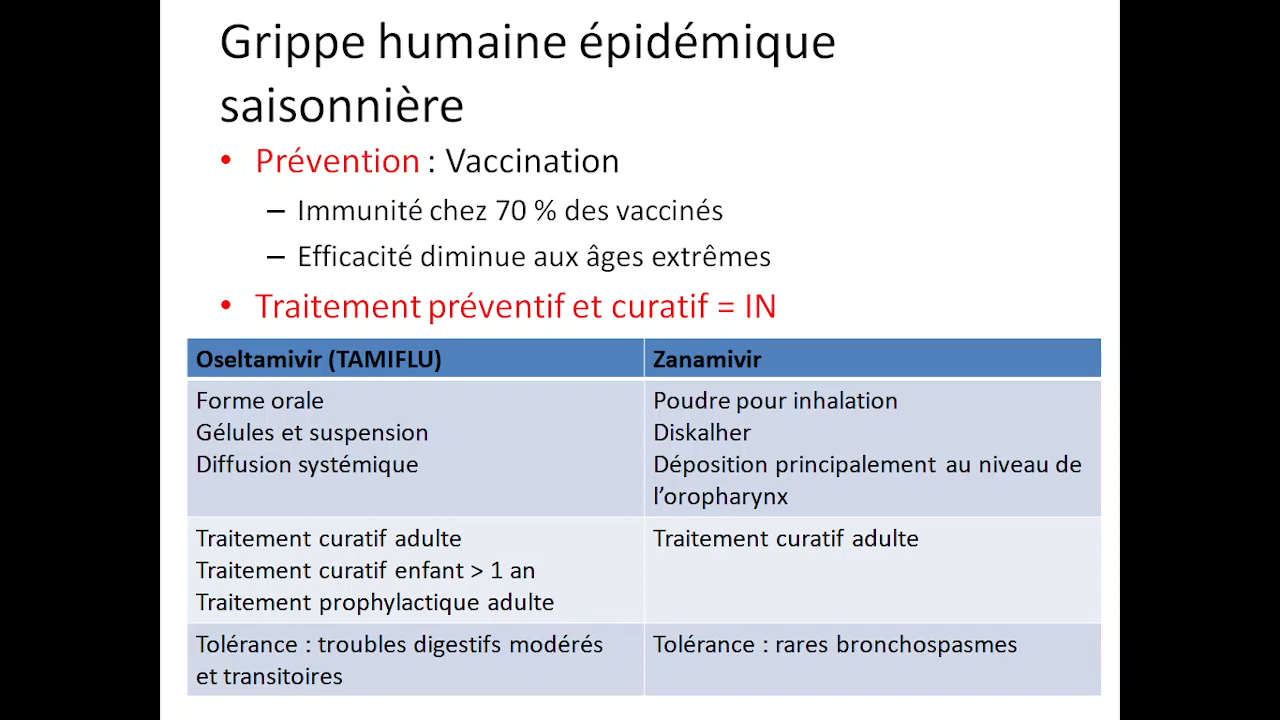 Grippe humaine épidémique
saisonnière
• Prévention : Vaccination
– Immunité chez 70 % des vaccinés
– Efficacité diminue aux âges extrêmes
• Traitement préventif et curatif = IN
Oseltamivir (TAMIFLU)
Zanamivir
Forme orale
Gélules et suspension
Diffusion systémique
Poudre pour inhalation
Diskalher
Déposition principalement au niveau de
l’oropharynx
Traitement curatif adulte
Traitement curatif enfant > 1 an
Traitement prophylactique adulte
Traitement curatif adulte
Tolérance : troubles digestifs modérés
et transitoires
Tolérance : rares bronchospasmes